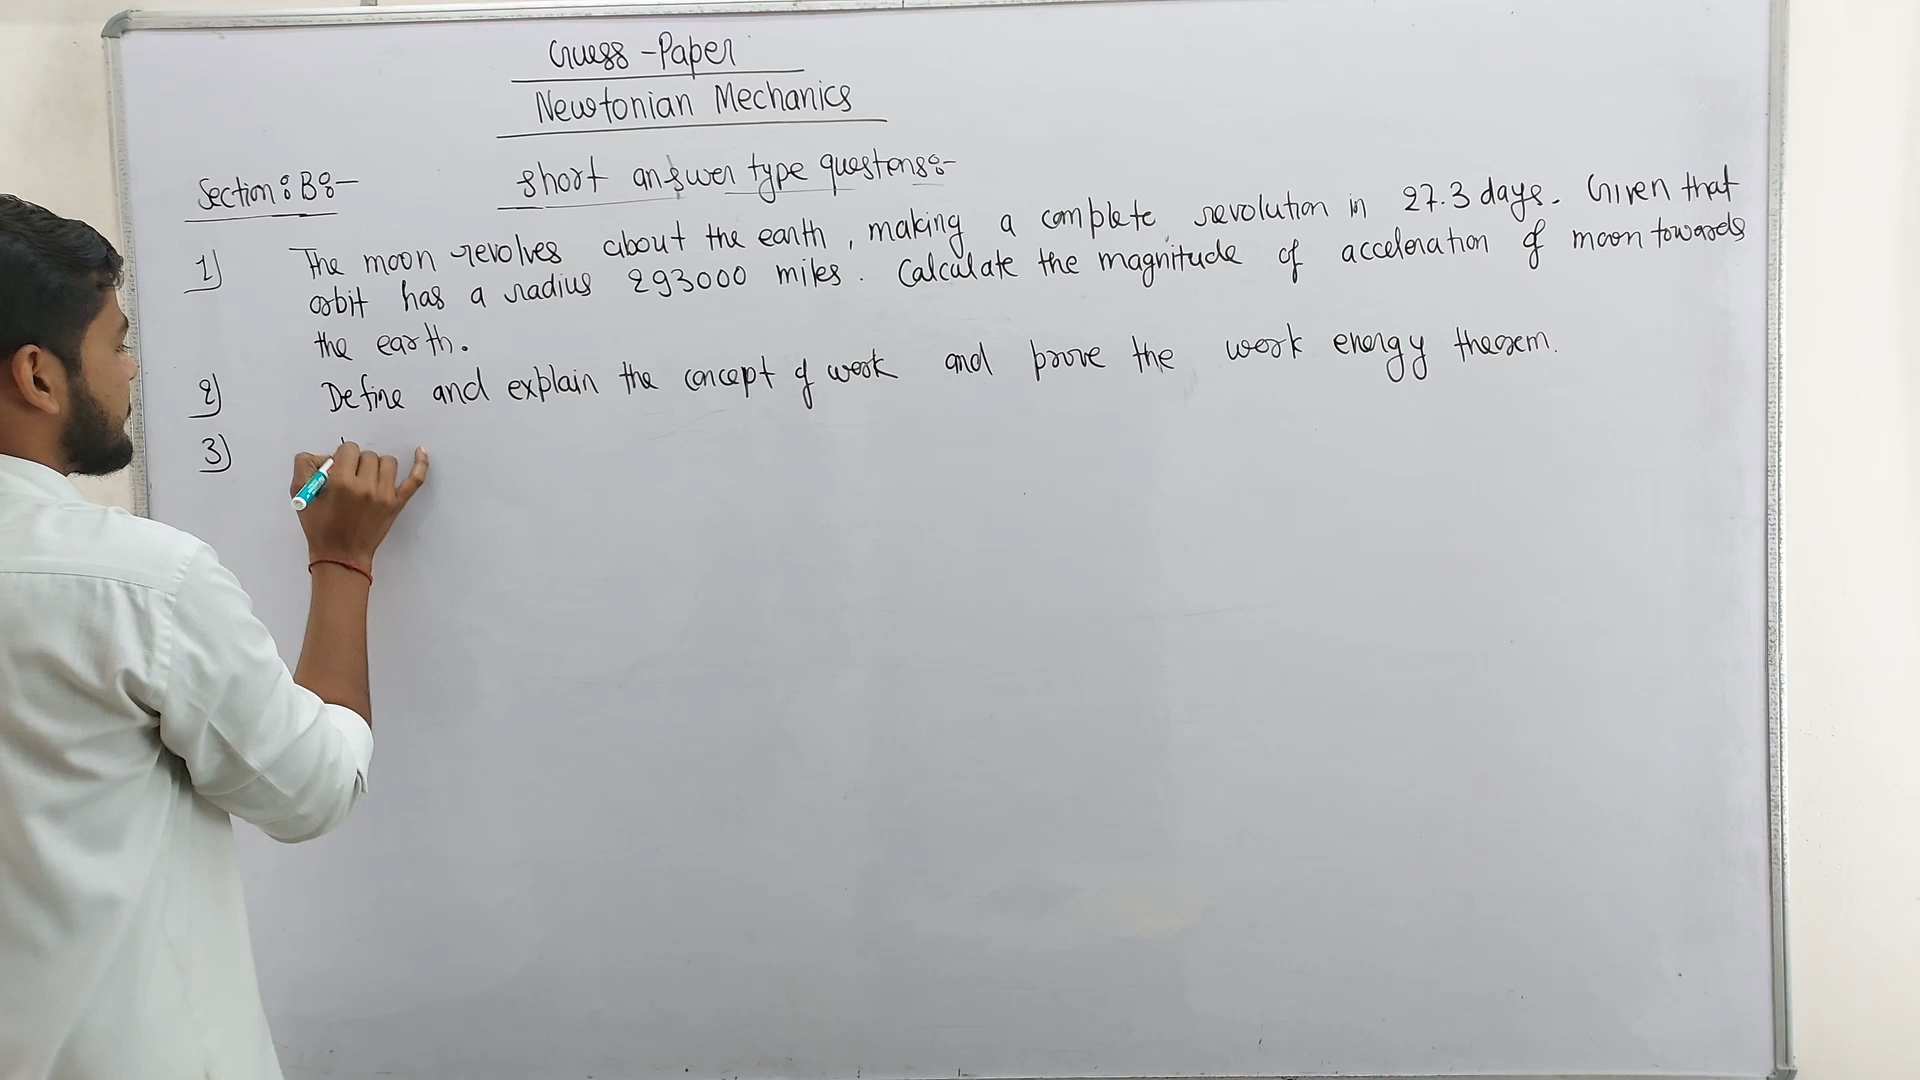 Guess - Paper
Newtonian Mechanics
Section : B :- short answer type questens :-
1) The moon revolves about the earth, making a complete revolution in 27.3 days. Given that
orbit has a radius 293000 miles. Calculate the magnitude of acceleration of moon towards
the earth.
2) Define and explain the concept of work and prove the work energy theorem.
3)